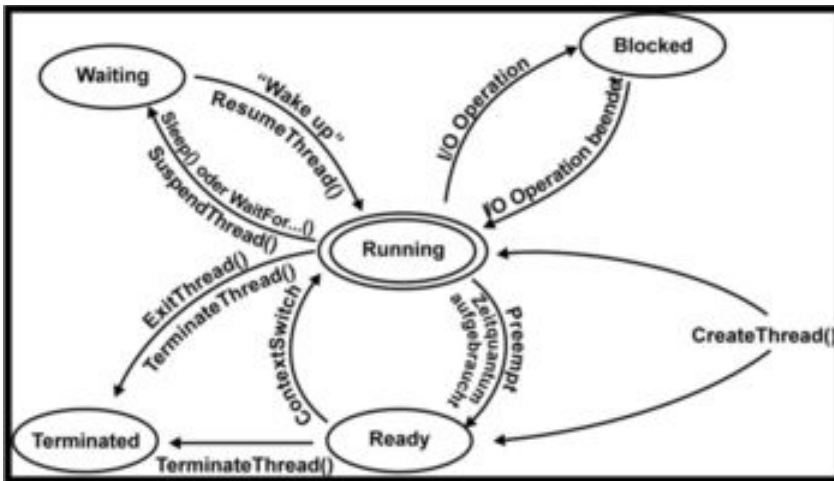 Blocked
Waiting
"Wake up"
ResumeThread()
I/O Operation
I/O Operation beendet
Sleep() oder WaitFor...()
SuspendThread()
Running
ExitThread()
TerminateThread()
ContextSwitch
Preempt
Zeitquantum
aufgebraucht
CreateThread()
Terminated
Ready
TerminateThread()